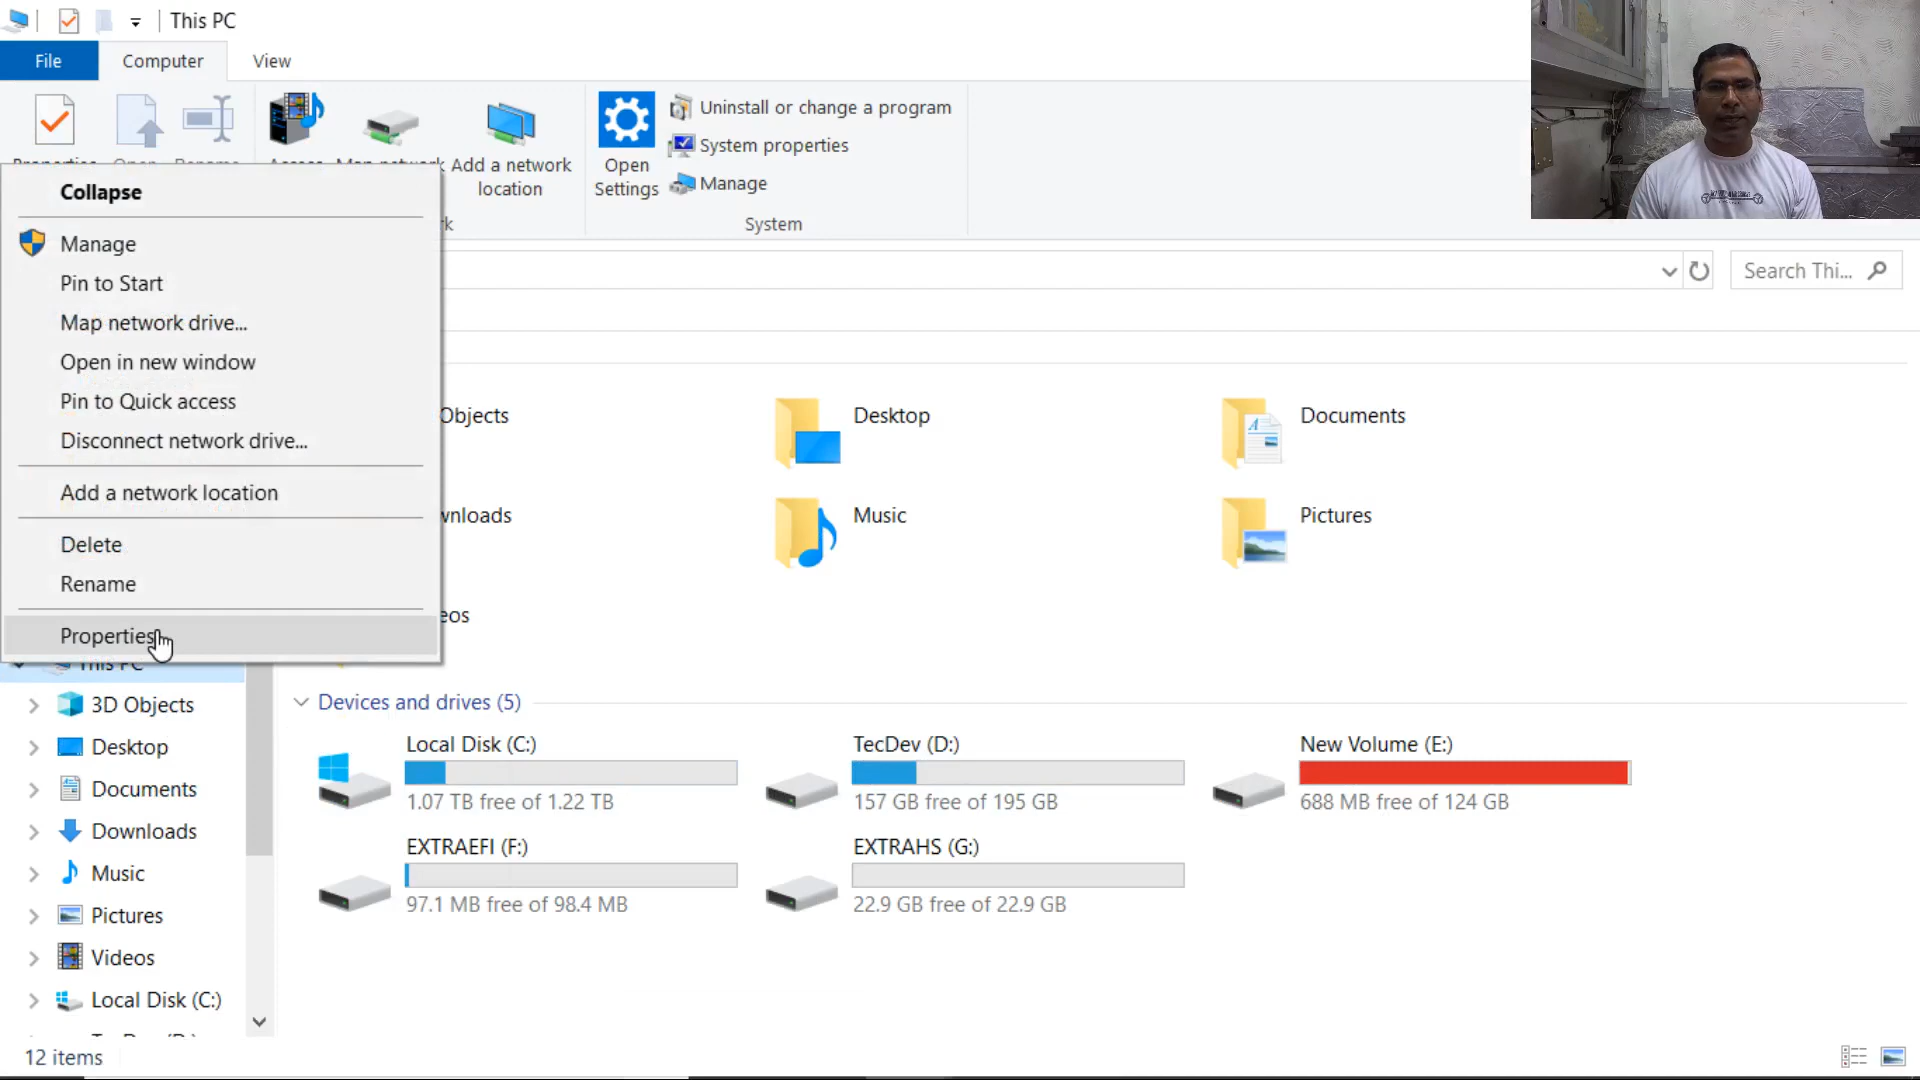 This PC
File
Computer
View
Uninstall or change a program
System properties
Manage
Add a network
location
Open
Settings
System
Collapse
Manage
Pin to Start
Map network drive...
Open in new window
Pin to Quick access
Disconnect network drive...
Add a network location
Delete
Rename
Properties
Search Thi...
Objects
Desktop
Documents
Music
Pictures
This PC
3D Objects
Desktop
Documents
Downloads
Music
Pictures
Videos
Local Disk (C:)
Devices and drives (5)
Local Disk (C:)
1.07 TB free of 1.22 TB
TecDev (D:)
157 GB free of 195 GB
New Volume (E:)
688 MB free of 124 GB
EXTRAEFI (F:)
97.1 MB free of 98.4 MB
EXTRAHS (G:)
22.9 GB free of 22.9 GB
12 items